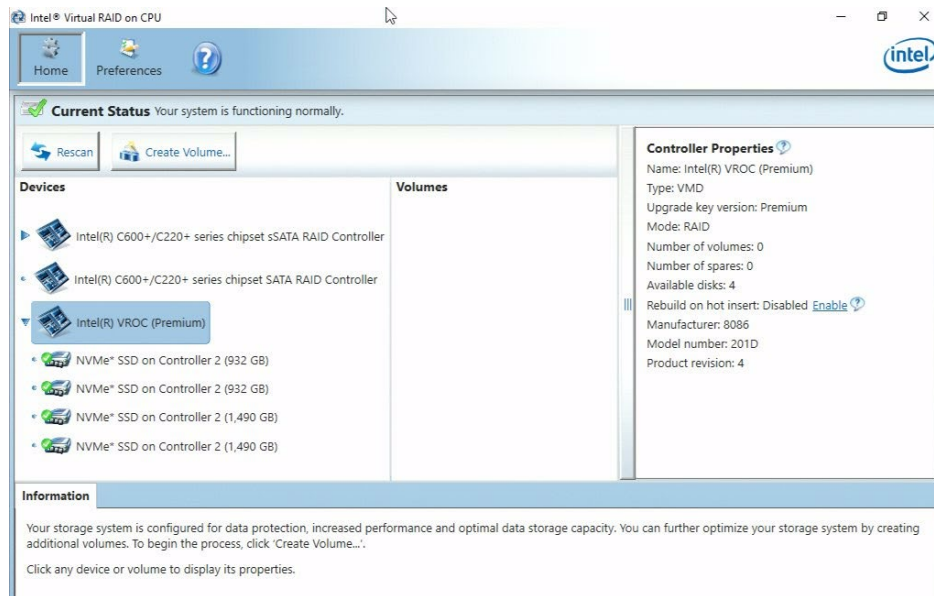 Intel® Virtual RAID on CPU
Home
Preferences
intel
Current Status Your system is functioning normally.
Rescan
Create Volume...
Devices
Volumes
Intel(R) C600+/C220+ series chipset sSATA RAID Controller
Intel(R) C600+/C220+ series chipset SATA RAID Controller
Intel(R) VROC (Premium)
NVMe* SSD on Controller 2 (932 GB)
NVMe* SSD on Controller 2 (932 GB)
NVMe* SSD on Controller 2 (1,490 GB)
NVMe* SSD on Controller 2 (1,490 GB)
Controller Properties
Name: Intel(R) VROC (Premium)
Type: VMD
Upgrade key version: Premium
Mode: RAID
Number of volumes: 0
Number of spares: 0
Available disks: 4
Rebuild on hot insert: Disabled Enable
Manufacturer: 8086
Model number: 201D
Product revision: 4
Information
Your storage system is configured for data protection, increased performance and optimal data storage capacity. You can further optimize your storage system by creating
additional volumes. To begin the process, click 'Create Volume...'.
Click any device or volume to display its properties.